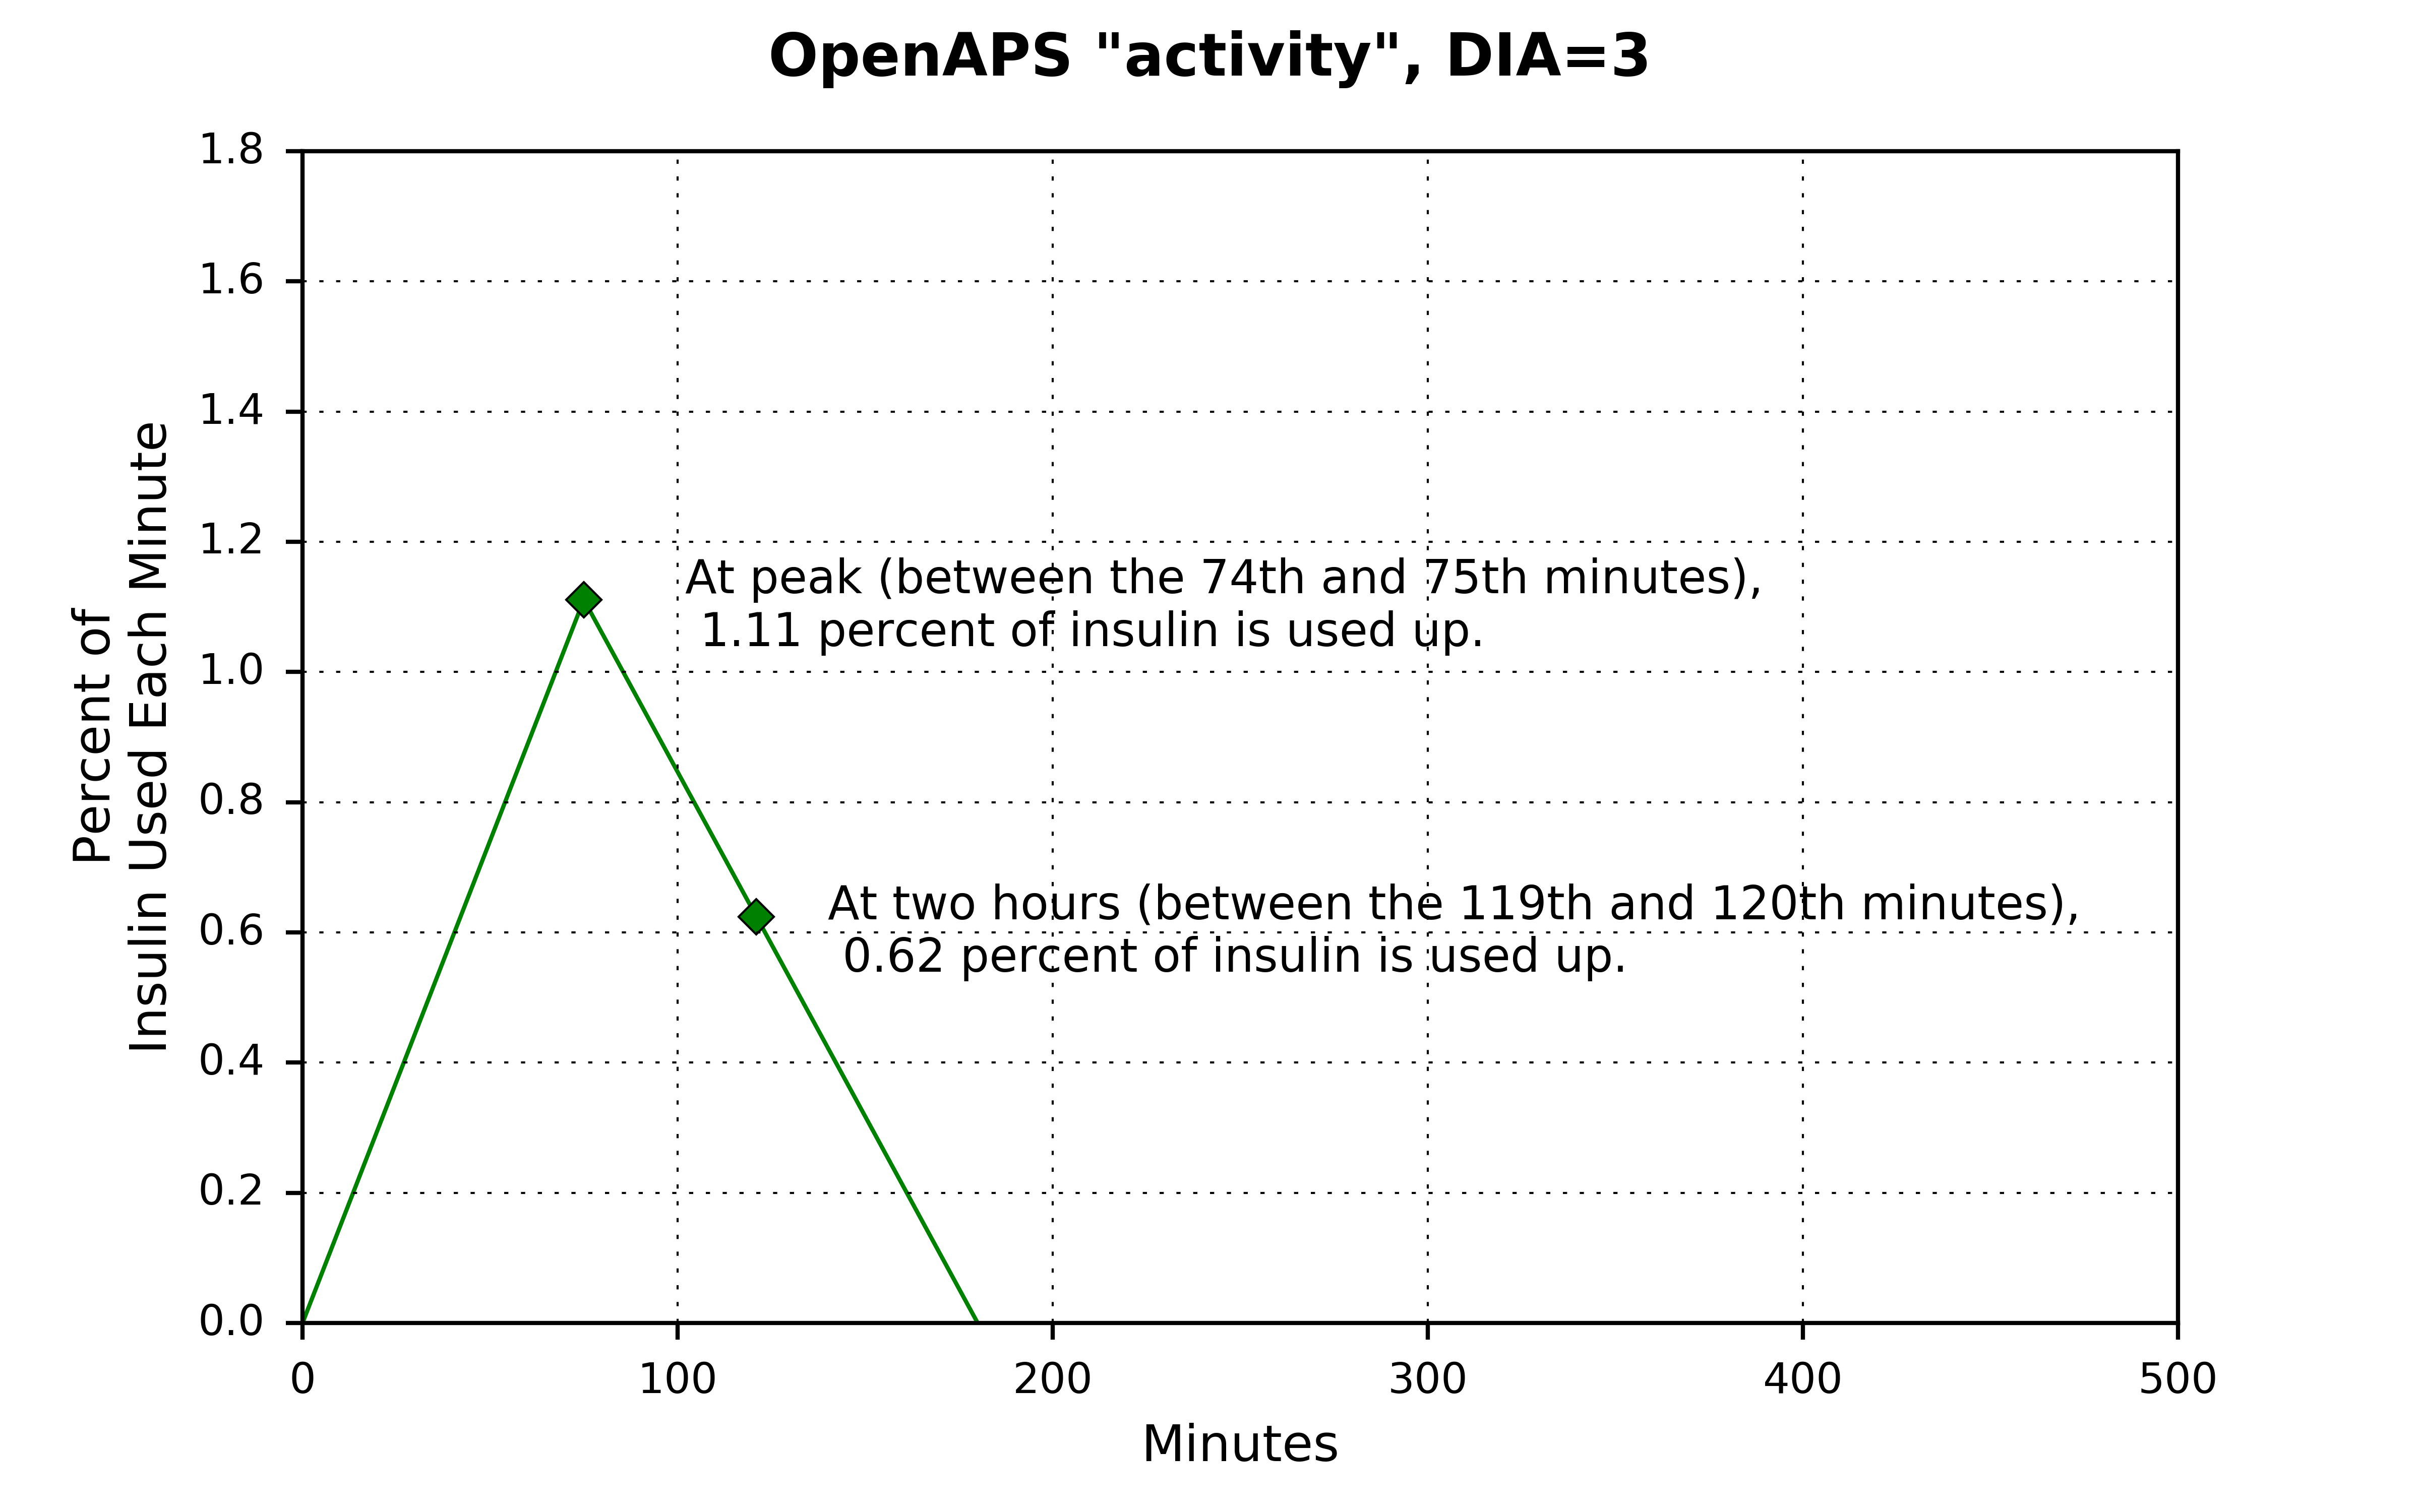 OpenAPS "activity", DIA=3
Percent of
Insulin Used Each Minute
1.8
1.6
1.4
1.2
1.0
0.8
0.6
0.4
0.2
0.0
At peak (between the 74th and 75th minutes),
1.11 percent of insulin is used up.
At two hours (between the 119th and 120th minutes),
0.62 percent of insulin is used up.
0 100 200 300 400 500
Minutes